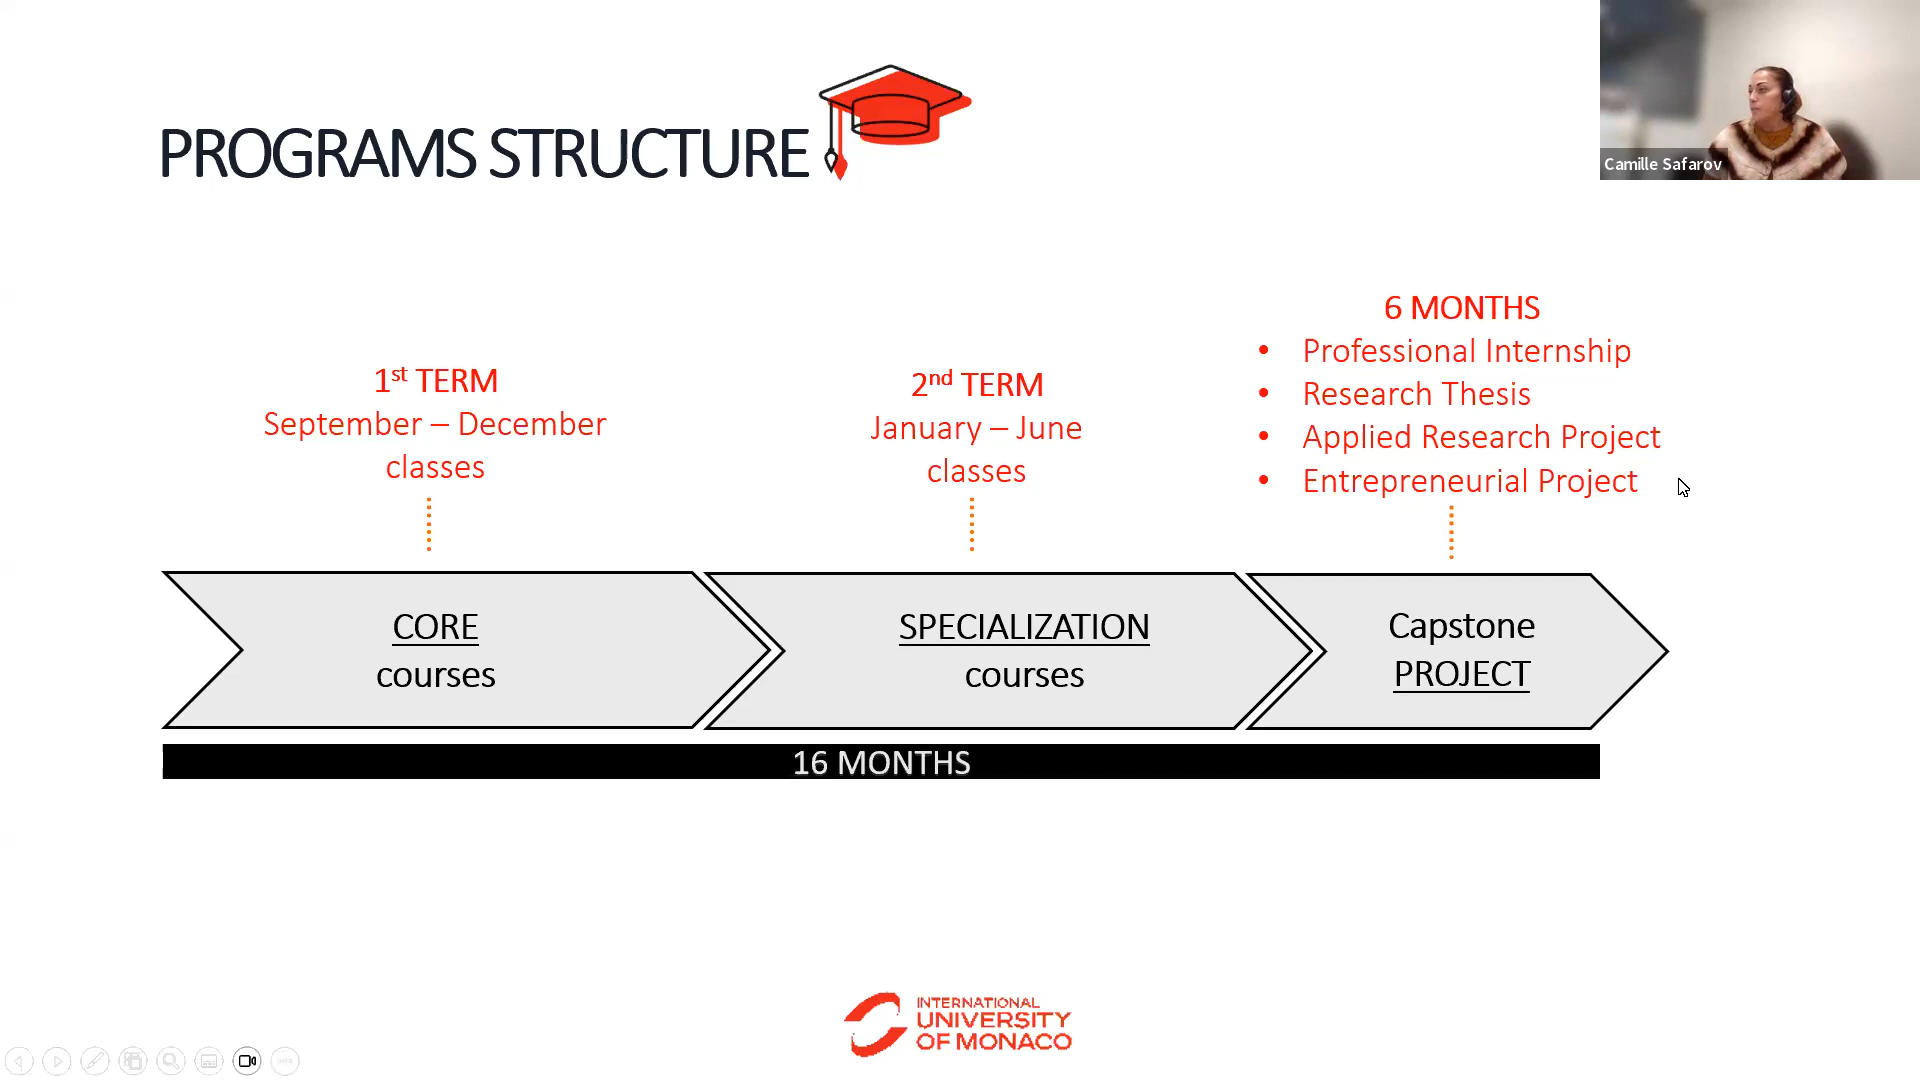 PROGRAMS STRUCTURE
Camille Safarov
1st TERM
September – December
classes
2nd TERM
January – June
classes
6 MONTHS
• Professional Internship
• Research Thesis
• Applied Research Project
• Entrepreneurial Project
CORE
courses
SPECIALIZATION
courses
Capstone
PROJECT
16 MONTHS
INTERNATIONAL
UNIVERSITY
OF MONACO